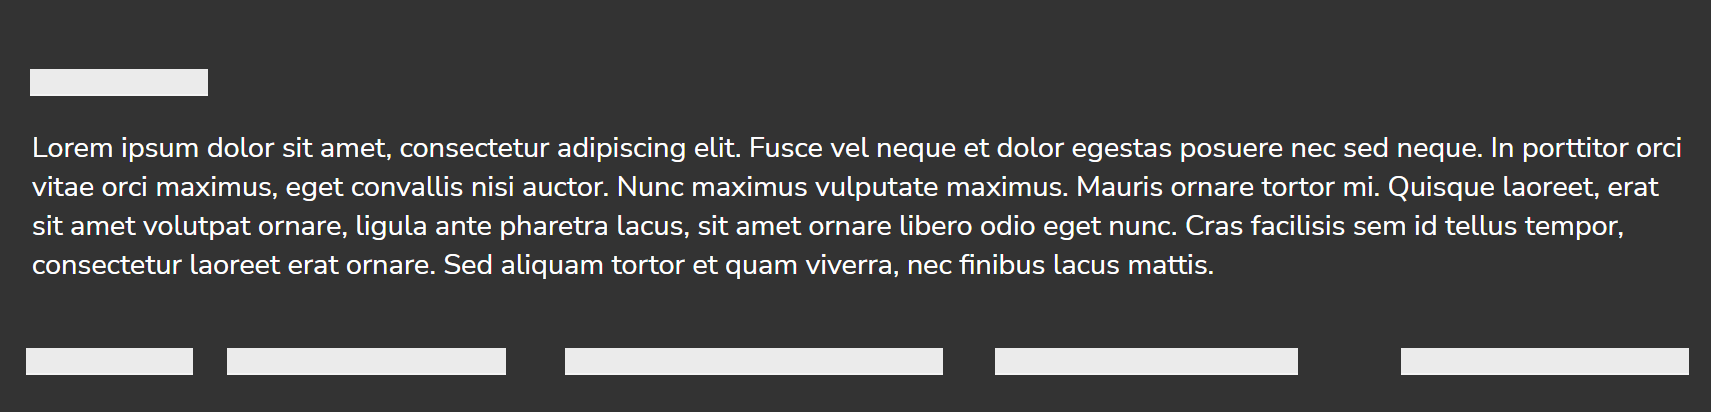 Lorem ipsum dolor sit amet, consectetur adipiscing elit. Fusce vel neque et dolor egestas posuere nec sed neque. In porttitor orci
vitae orci maximus, eget convallis nisi auctor. Nunc maximus vulputate maximus. Mauris ornare tortor mi. Quisque laoreet, erat
sit amet volutpat ornare, ligula ante pharetra lacus, sit amet ornare libero odio eget nunc. Cras facilisis sem id tellus tempor,
consectetur laoreet erat ornare. Sed aliquam tortor et quam viverra, nec finibus lacus mattis.